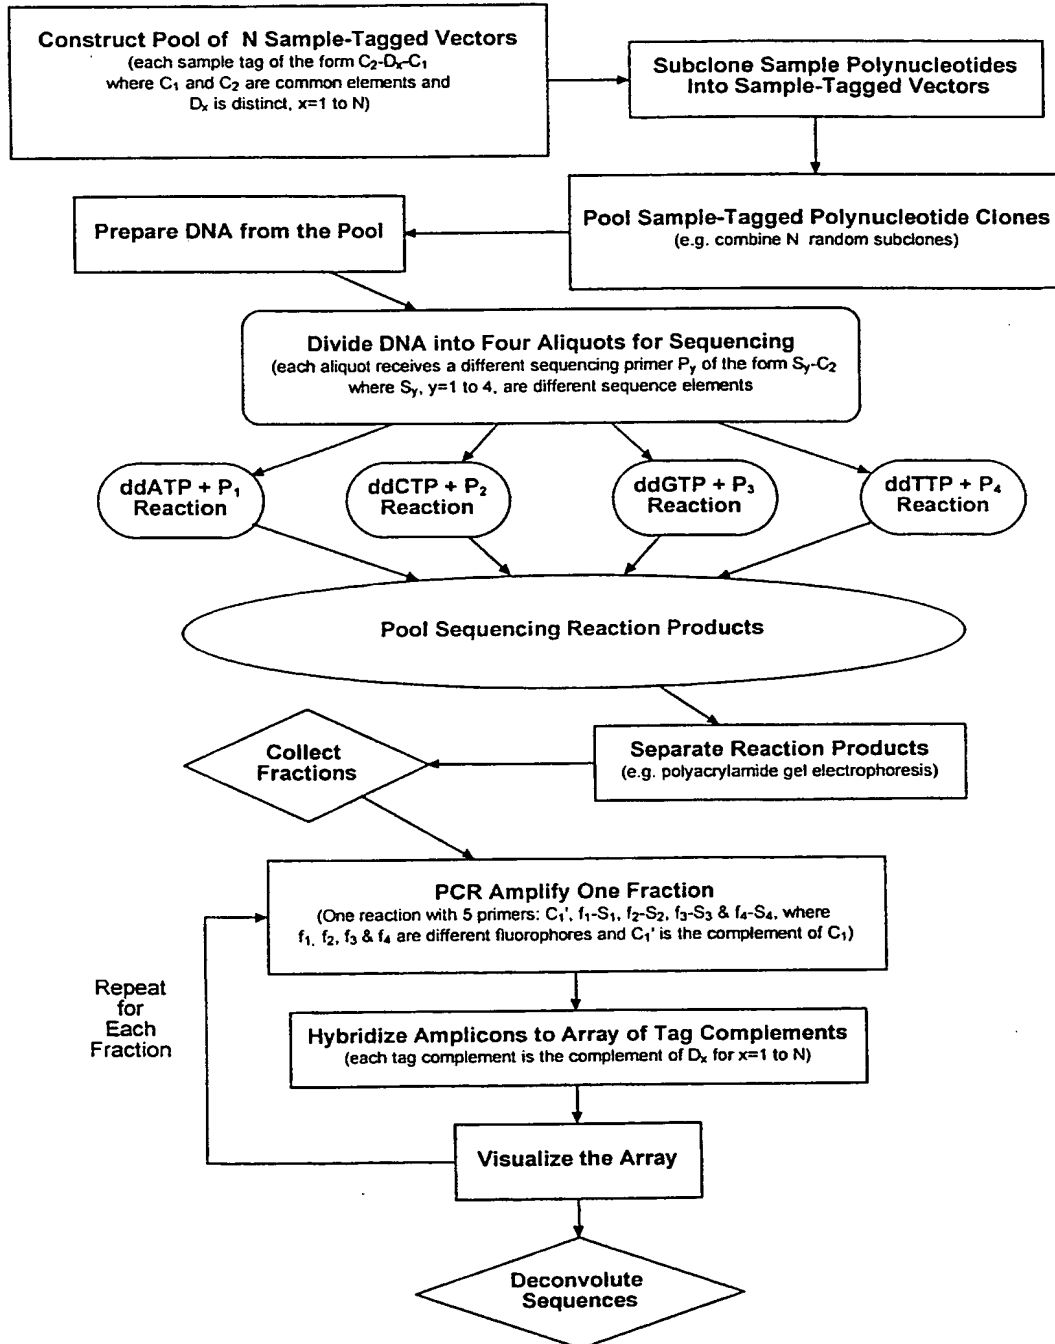 Construct Pool of N Sample-Tagged Vectors
(each sample tag of the form C₂-Dₓ-C₁
where C₁ and C₂ are common elements and
Dₓ is distinct, x=1 to N)
Subclone Sample Polynucleotides
Into Sample-Tagged Vectors
Pool Sample-Tagged Polynucleotide Clones
(e.g. combine N random subclones)
Prepare DNA from the Pool
Divide DNA into Four Aliquots for Sequencing
(each aliquot receives a different sequencing primer Pᵧ of the form Sᵧ-C₂
where Sᵧ, y=1 to 4, are different sequence elements
ddATP + P₁
Reaction
ddCTP + P₂
Reaction
ddGTP + P₃
Reaction
ddTTP + P₄
Reaction
Pool Sequencing Reaction Products
Separate Reaction Products
(e.g. polyacrylamide gel electrophoresis)
Collect
Fractions
PCR Amplify One Fraction
(One reaction with 5 primers: C₁', f₁-S₁, f₂-S₂, f₃-S₃ & f₄-S₄, where
f₁, f₂, f₃ & f₄ are different fluorophores and C₁' is the complement of C₁)
Repeat
for
Each
Fraction
Hybridize Amplicons to Array of Tag Complements
(each tag complement is the complement of Dₓ for x=1 to N)
Visualize the Array
Deconvolute
Sequences